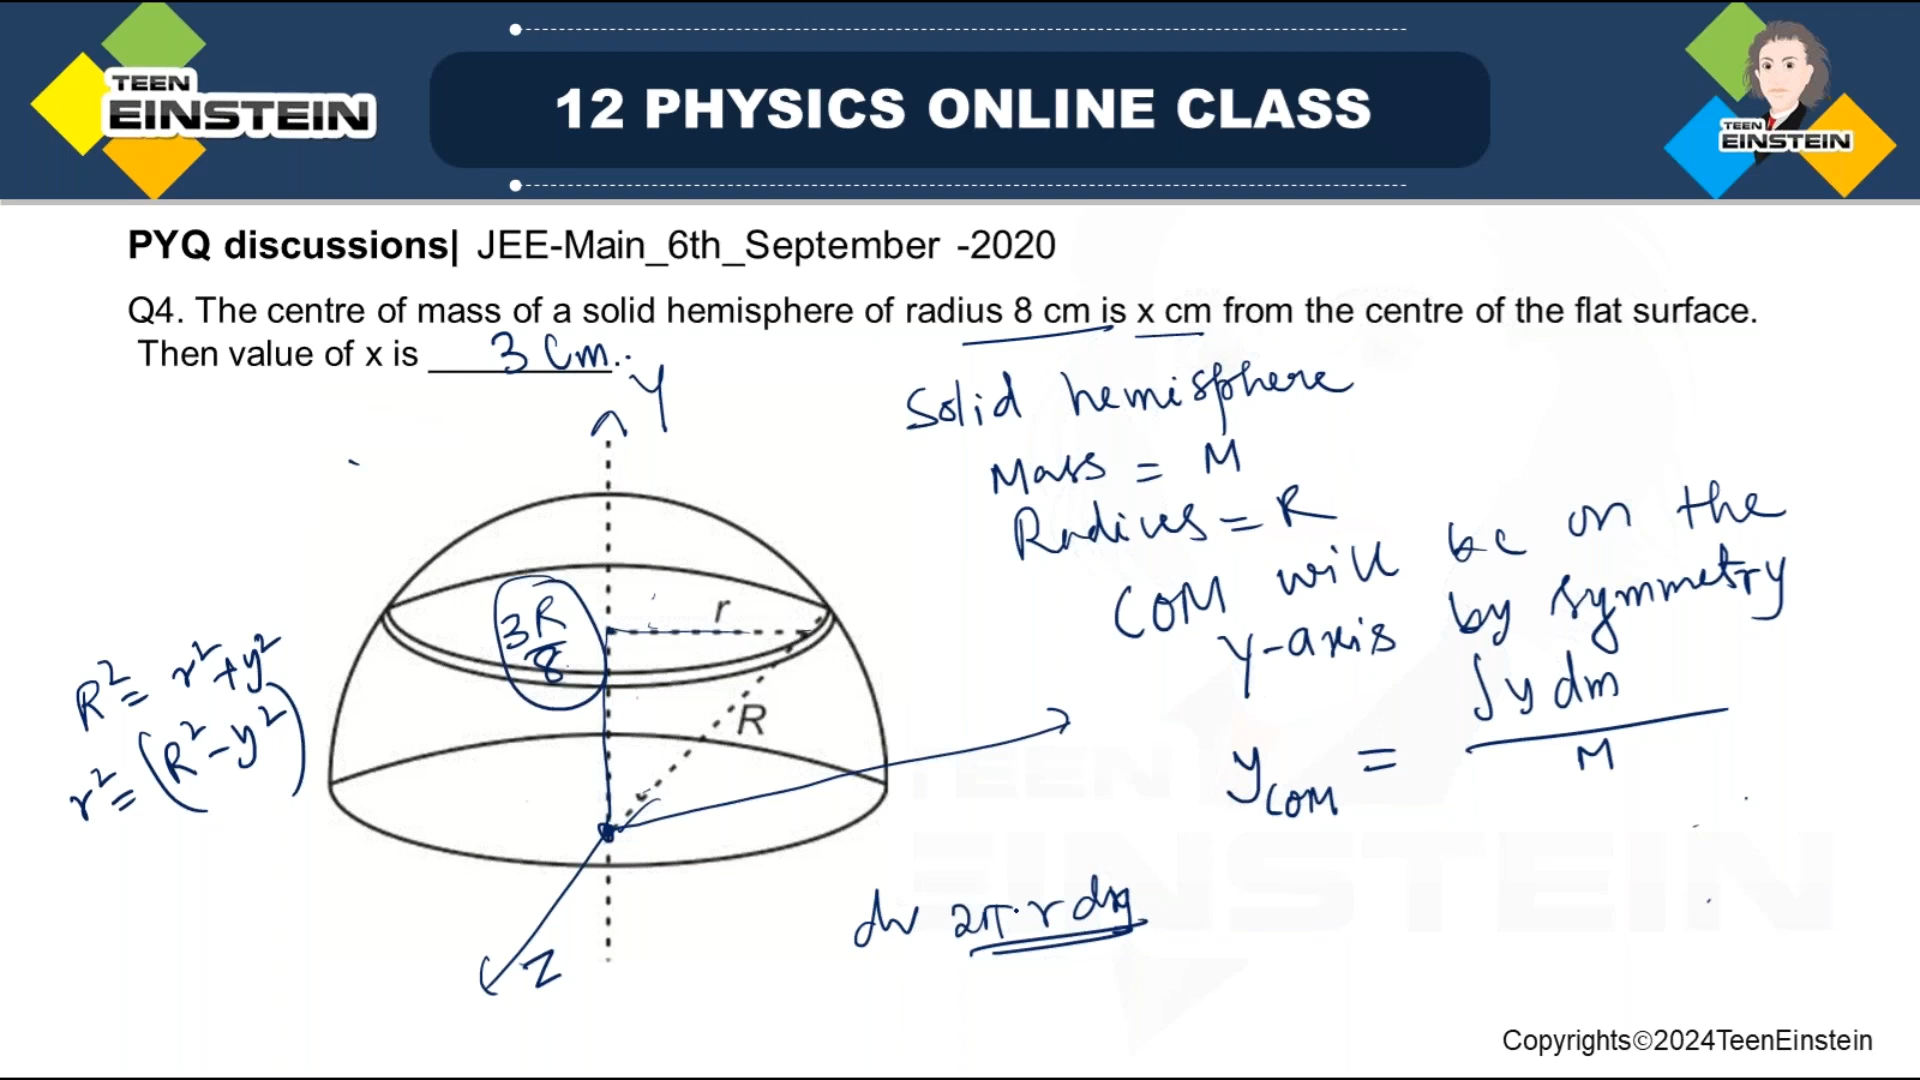 TEEN
EINSTEIN
12 PHYSICS ONLINE CLASS
TEEN
EINSTEIN
PYQ discussions| JEE-Main_6th_September -2020
Q4. The centre of mass of a solid hemisphere of radius 8 cm is x cm from the centre of the flat surface.
Then value of x is 3 Cm.
Y
Solid hemisphere
Mass = M
Radius = R
COM will be on the
Y-axis by symmetry
3R/8
r
R
R² = r² + y²
r² = (R² - y²)
y_COM = ∫ y dm / M
Z
dv 2π·r dy
TEEN
EINSTEIN
Copyrights©2024TeenEinstein